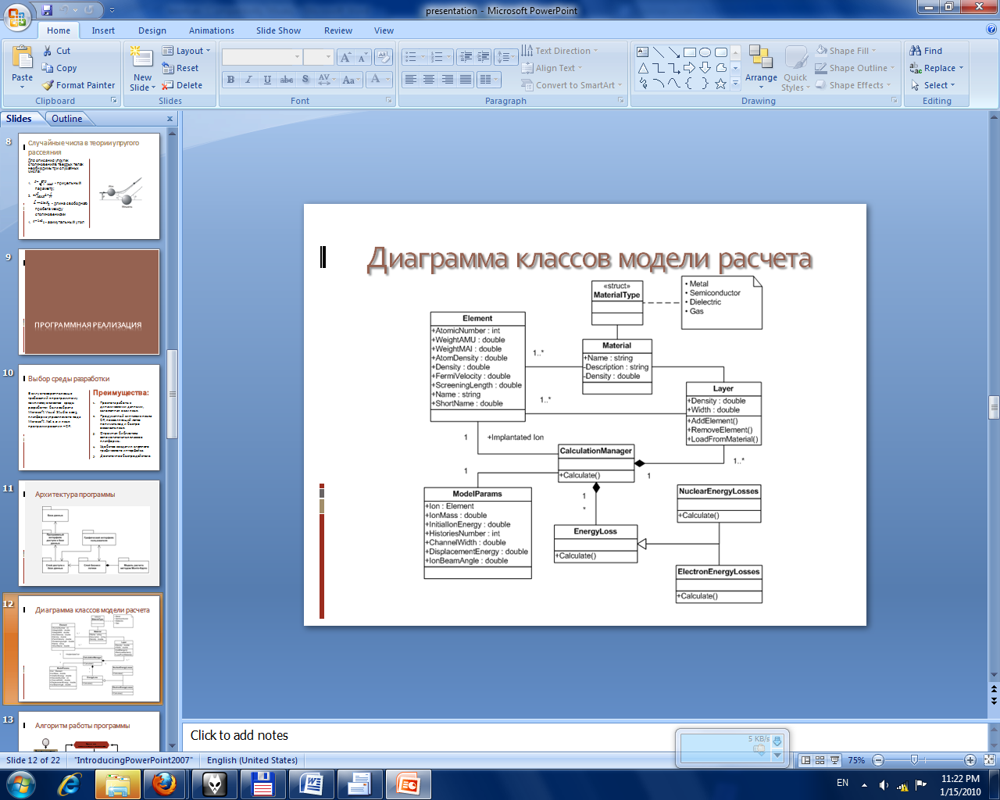 presentation - Microsoft PowerPoint
Home Insert Design Animations Slide Show Review View
Paste
Cut
Copy
Format Painter
Clipboard
New Slide
Layout
Reset
Delete
Slides
B I U abc S AV Aa A
Font
Text Direction
Align Text
Convert to SmartArt
Paragraph
Arrange
Quick Styles
Shape Fill
Shape Outline
Shape Effects
Drawing
Find
Replace
Select
Editing
Slides Outline x
8
Случайные числа в теории упругого
рассеяния
9
ПРОГРАММНАЯ РЕАЛИЗАЦИЯ
10
Выбор среды разработки
Преимущества:
11
Архитектура программы
12
Диаграмма классов модели расчета
13
Алгоритм работы программы
Диаграмма классов модели расчета
«struct»
MaterialType
• Metal
• Semiconductor
• Dielectric
• Gas
Element
+AtomicNumber : int
+WeightAMU : double
+WeightMAI : double
+AtomDensity : double
+Density : double
+FermiVelocity : double
+ScreeningLength : double
+Name : string
+ShortName : double
1..*
1..*
Material
+Name : string
-Description : string
-Density : double
Layer
+Density : double
+Width : double
+AddElement()
+RemoveElement()
+LoadFromMaterial()
1
+Implantated Ion
CalculationManager
+Calculate()
1..*
1
1
ModelParams
+Ion : Element
+IonMass : double
+InitialIonEnergy : double
+HistoriesNumber : int
+ChannelWidth : double
+DisplacementEnergy : double
+IonBeamAngle : double
1
*
EnergyLoss
+Calculate()
NuclearEnergyLosses
+Calculate()
ElectronEnergyLosses
+Calculate()
Click to add notes
5 KB/s
Slide 12 of 22 "IntroducingPowerPoint2007" English (United States) 75%
EN
11:22 PM
1/15/2010